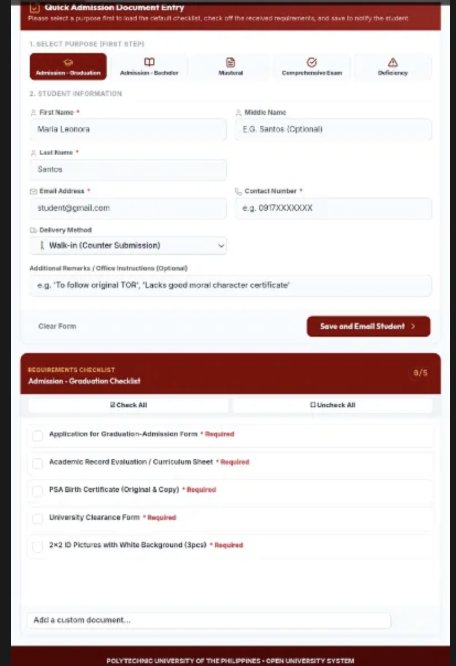 Quick Admission Document Entry
Please select a purpose first to load the default checklist, check off the received requirements, and save to notify the student.
1. SELECT PURPOSE (FIRST STEP)
Admission - Graduation
Admission - Bachelor
Masteral
Comprehensive Exam
Deficiency
2. STUDENT INFORMATION
First Name *
Middle Name
Maria Leonora
E.G. Santos (Optional)
Last Name *
Santos
Email Address *
Contact Number *
student@gmail.com
e.g. 0917XXXXXXX
Delivery Method
Walk-in (Counter Submission)
Additional Remarks / Office Instructions (Optional)
e.g. 'To follow original TOR', 'Lacks good moral character certificate'
Clear Form
Save and Email Student >
REQUIREMENTS CHECKLIST
Admission - Graduation Checklist
0/5
Check All
Uncheck All
Application for Graduation-Admission Form * Required
Academic Record Evaluation / Curriculum Sheet * Required
PSA Birth Certificate (Original & Copy) * Required
University Clearance Form * Required
2x2 ID Pictures with White Background (3pcs) * Required
Add a custom document...
POLYTECHNIC UNIVERSITY OF THE PHILIPPINES • OPEN UNIVERSITY SYSTEM